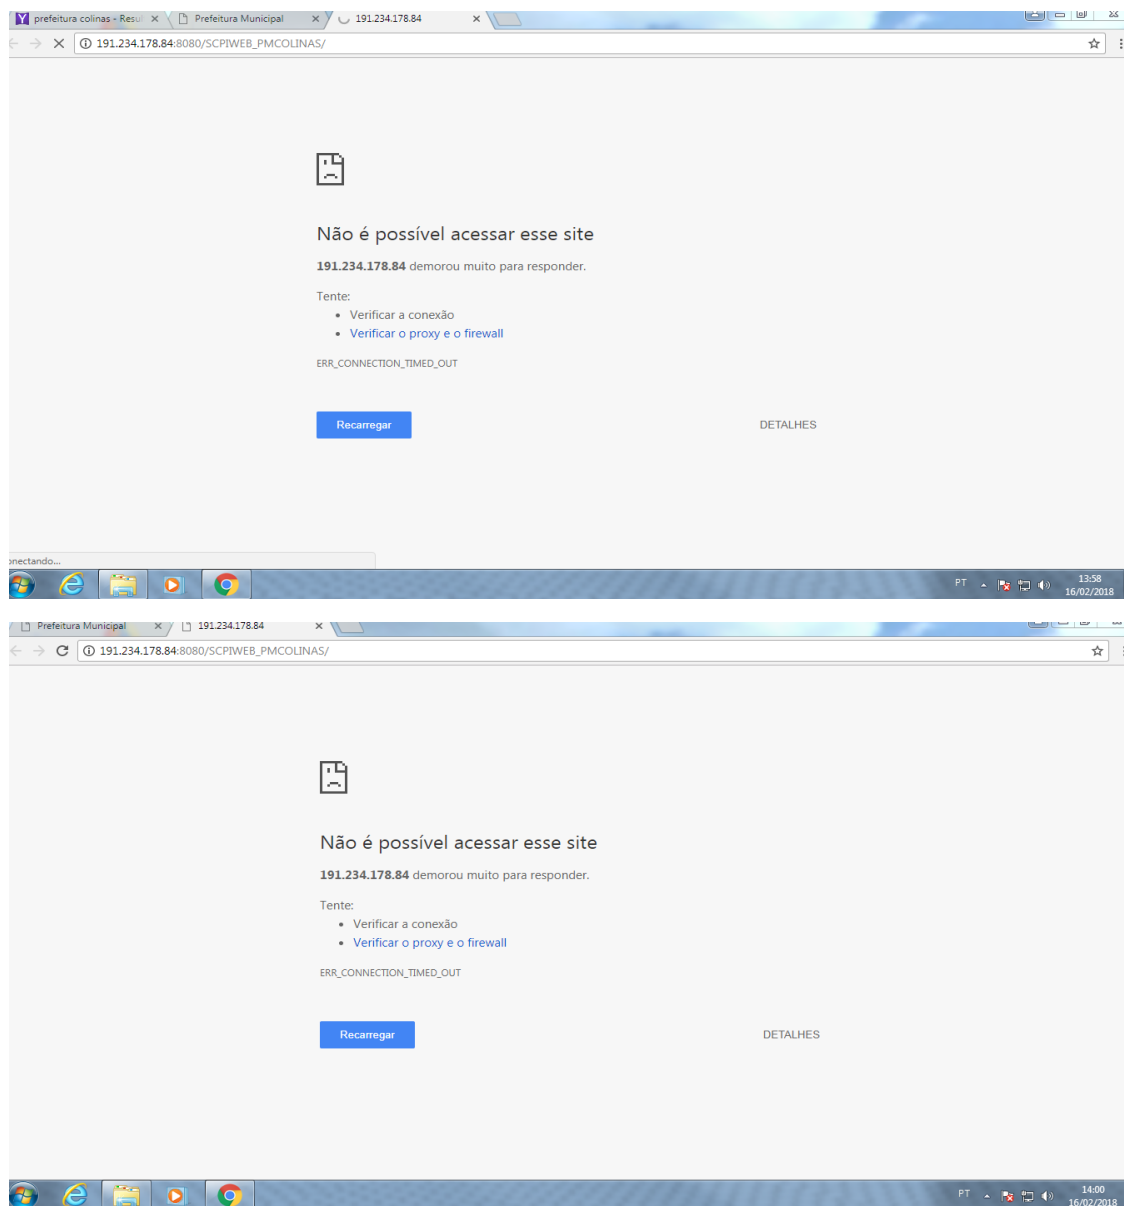 prefeitura colinas - Resul
Prefeitura Municipal
191.234.178.84
191.234.178.84:8080/SCPIWEB_PMCOLINAS/
Não é possível acessar esse site
191.234.178.84 demorou muito para responder.
Tente:
• Verificar a conexão
• Verificar o proxy e o firewall
ERR_CONNECTION_TIMED_OUT
Recarregar
DETALHES
onectando...
PT
13:58
16/02/2018
Prefeitura Municipal
191.234.178.84
191.234.178.84:8080/SCPIWEB_PMCOLINAS/
Não é possível acessar esse site
191.234.178.84 demorou muito para responder.
Tente:
• Verificar a conexão
• Verificar o proxy e o firewall
ERR_CONNECTION_TIMED_OUT
Recarregar
DETALHES
PT
14:00
16/02/2018